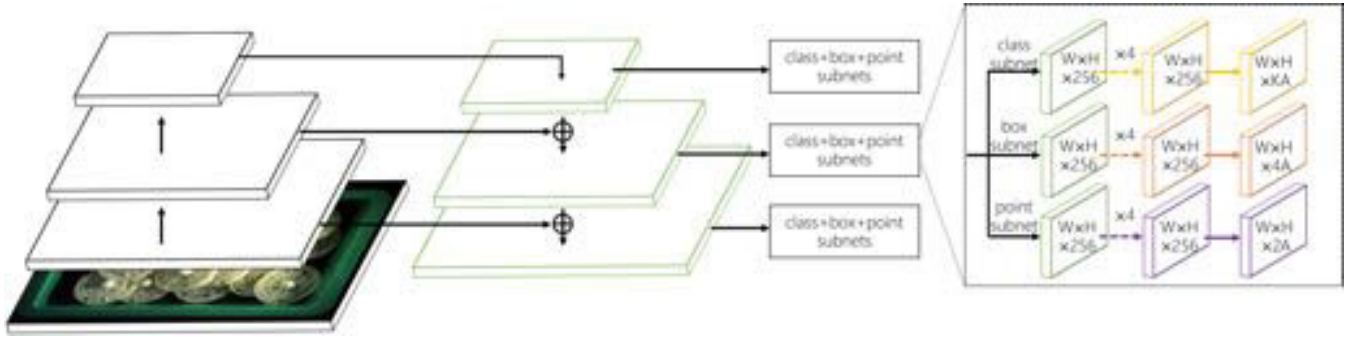 class+box+point
subnets
class+box+point
subnets
class+box+point
subnets
class
subnet
W×H
×256
×4
W×H
×256
W×H
×KA
box
subnet
W×H
×256
×4
W×H
×256
W×H
×4A
point
subnet
W×H
×256
×4
W×H
×256
W×H
×2A